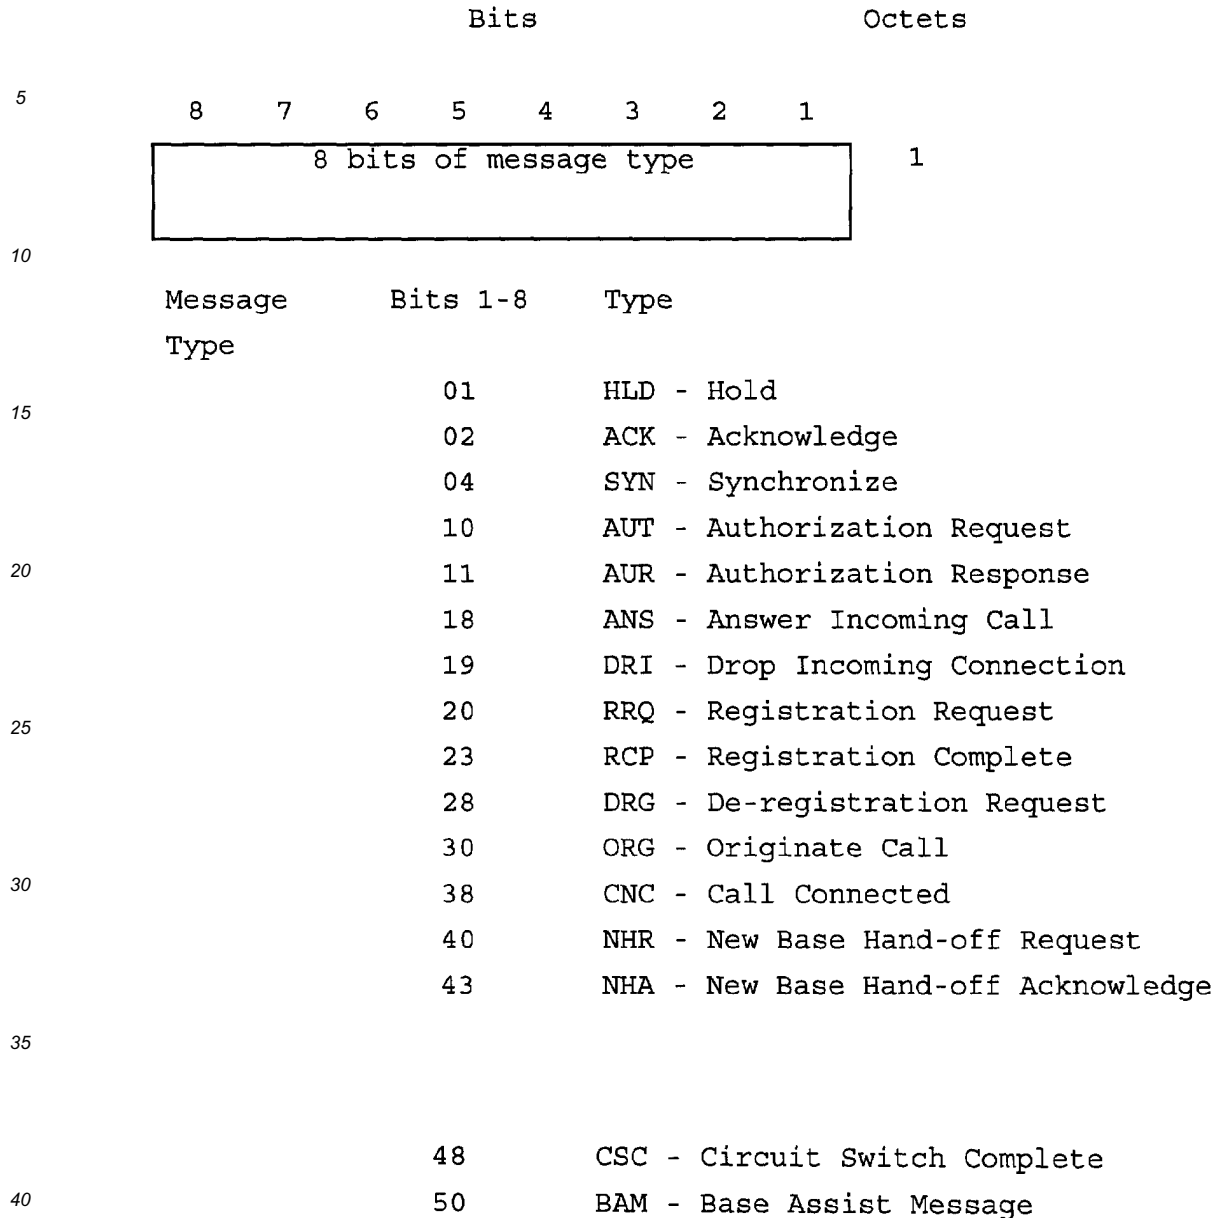 Bits Octets
5
8 7 6 5 4 3 2 1
8 bits of message type 1
10
Message Bits 1-8 Type
Type
01 HLD - Hold
15
02 ACK - Acknowledge
04 SYN - Synchronize
10 AUT - Authorization Request
20 11 AUR - Authorization Response
18 ANS - Answer Incoming Call
19 DRI - Drop Incoming Connection
20 RRQ - Registration Request
25
23 RCP - Registration Complete
28 DRG - De-registration Request
30 ORG - Originate Call
30 38 CNC - Call Connected
40 NHR - New Base Hand-off Request
43 NHA - New Base Hand-off Acknowledge
35
48 CSC - Circuit Switch Complete
40 50 BAM - Base Assist Message